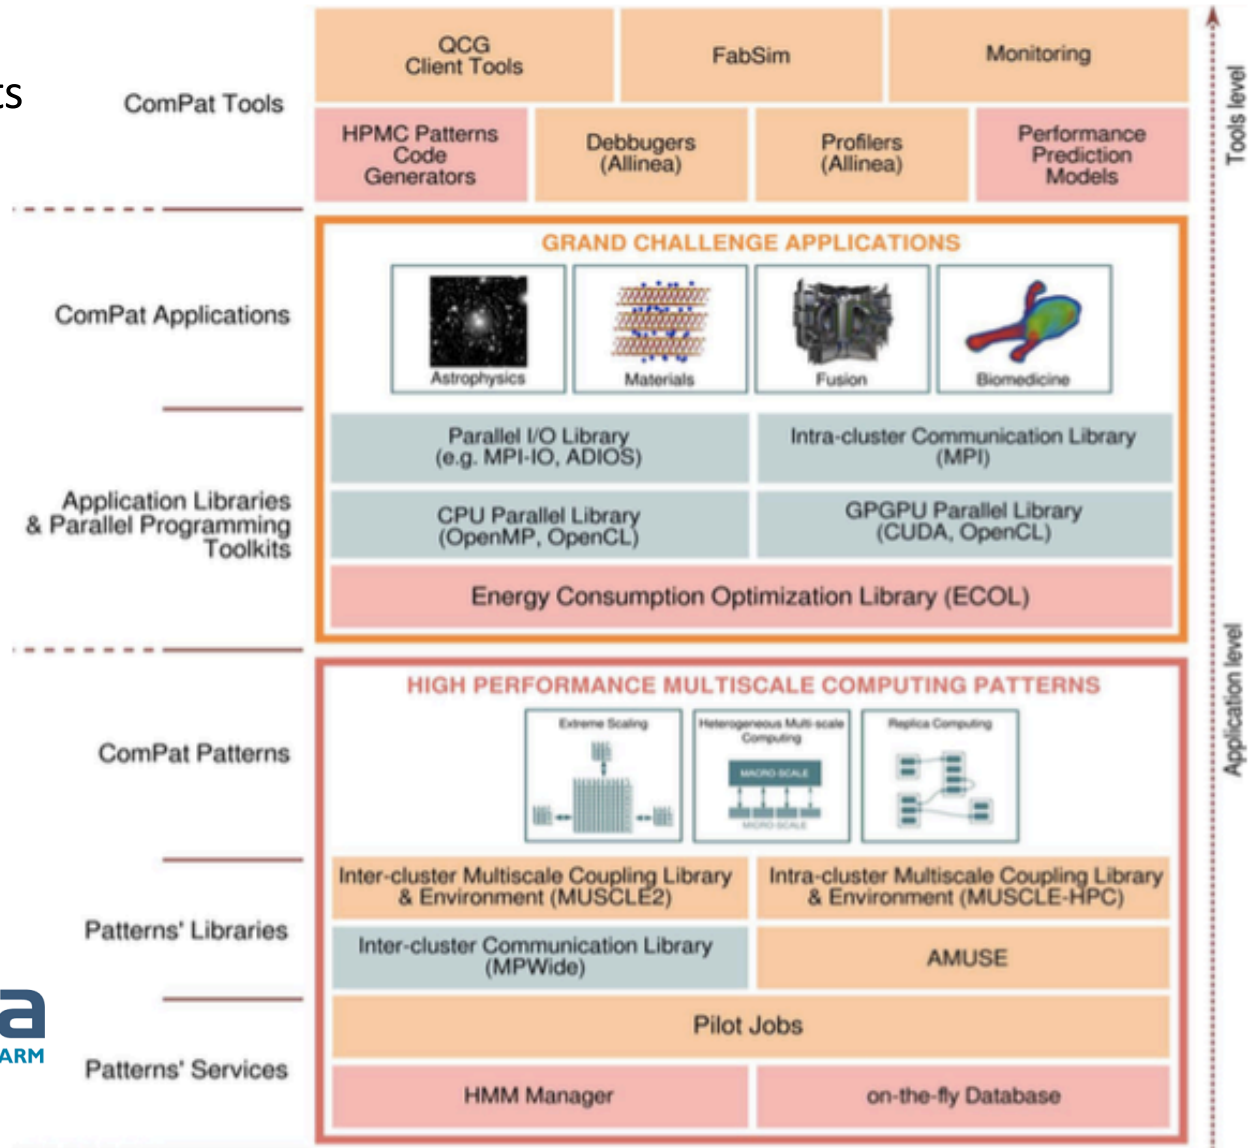 ts
ComPat Tools
QCG
Client Tools
FabSim
Monitoring
HPMC Patterns
Code
Generators
Debbugers
(Allinea)
Profilers
(Allinea)
Performance
Prediction
Models
Tools level
ComPat Applications
GRAND CHALLENGE APPLICATIONS
Astrophysics
Materials
Fusion
Biomedicine
Application Libraries
& Parallel Programming
Toolkits
Parallel I/O Library
(e.g. MPI-IO, ADIOS)
Intra-cluster Communication Library
(MPI)
CPU Parallel Library
(OpenMP, OpenCL)
GPGPU Parallel Library
(CUDA, OpenCL)
Energy Consumption Optimization Library (ECOL)
Application level
ComPat Patterns
HIGH PERFORMANCE MULTISCALE COMPUTING PATTERNS
Extreme Scaling
Heterogeneous Multi-scale
Computing
MACRO-SCALE
MICRO-SCALE
Replica Computing
Patterns' Libraries
Inter-cluster Multiscale Coupling Library
& Environment (MUSCLE2)
Intra-cluster Multiscale Coupling Library
& Environment (MUSCLE-HPC)
Inter-cluster Communication Library
(MPWide)
AMUSE
a
ARM
Patterns' Services
Pilot Jobs
HMM Manager
on-the-fly Database